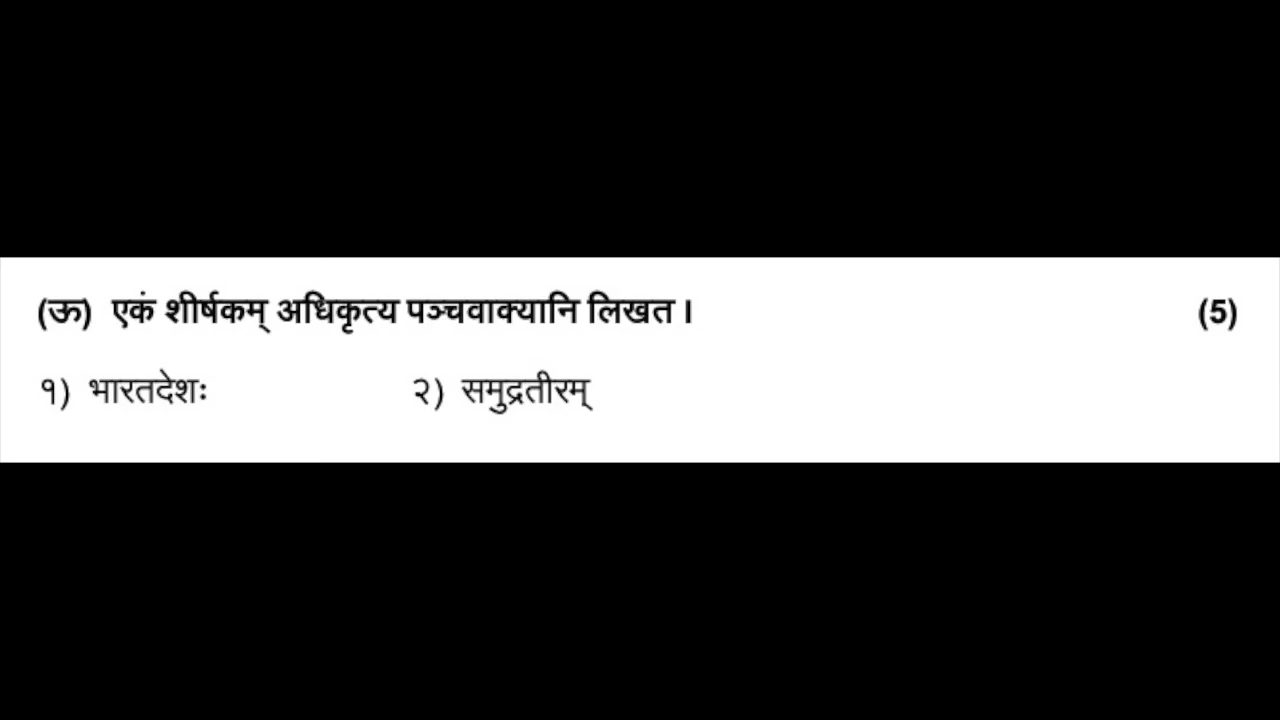 (ऊ) एकं शीर्षकम् अधिकृत्य पञ्चवाक्यानि लिखत । (5)
१) भारतदेशः २) समुद्रतीरम्